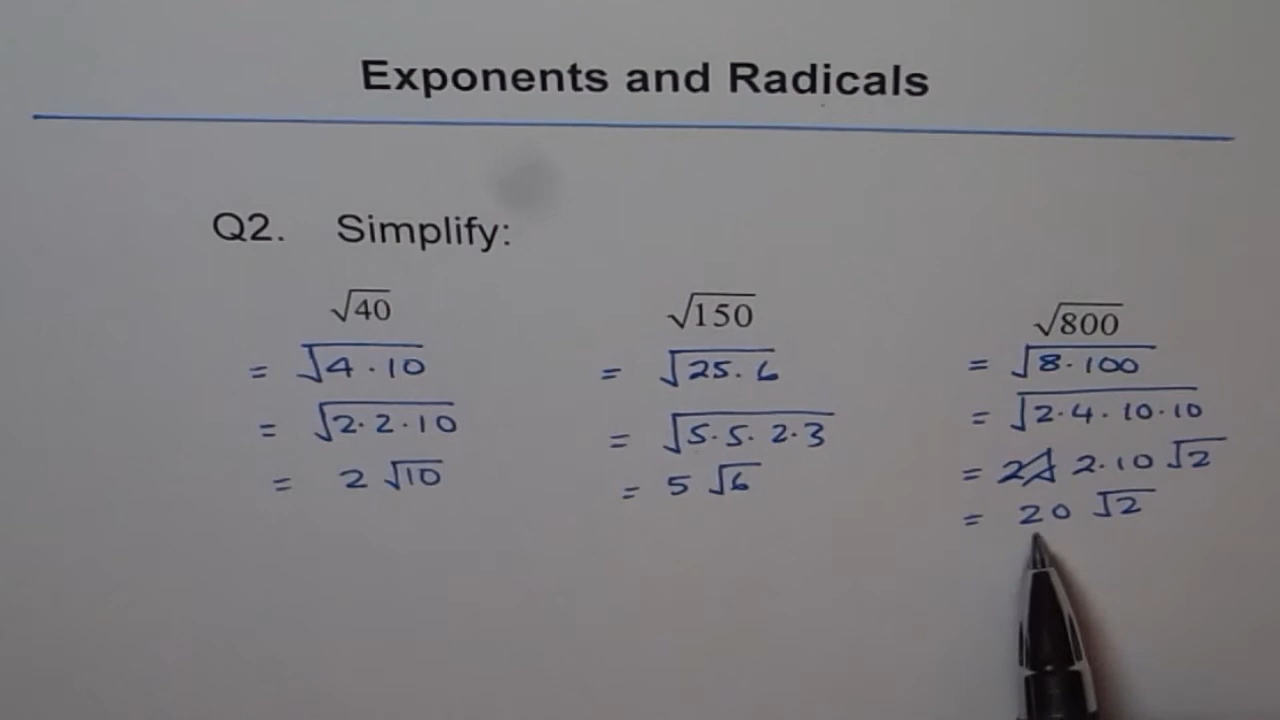 Exponents and Radicals
Q2. Simplify:
√40
= √4 · 10
= √2 · 2 · 10
= 2 √10
√150
= √25 . 6
= √5 . 5 . 2 . 3
= 5 √6
√800
= √8 · 100
= √2 · 4 · 10 · 10
= 2 2 · 10 √2
= 20 √2